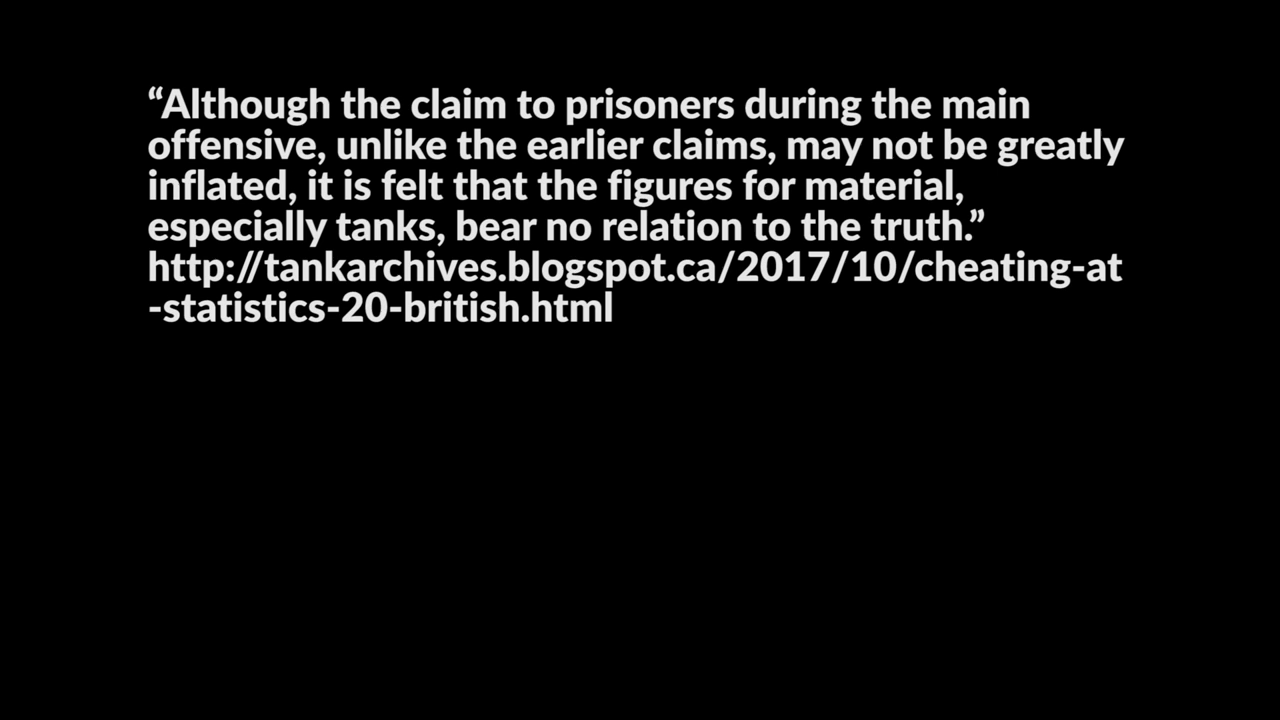 “Although the claim to prisoners during the main
offensive, unlike the earlier claims, may not be greatly
inflated, it is felt that the figures for material,
especially tanks, bear no relation to the truth.”
http://tankarchives.blogspot.ca/2017/10/cheating-at
-statistics-20-british.html